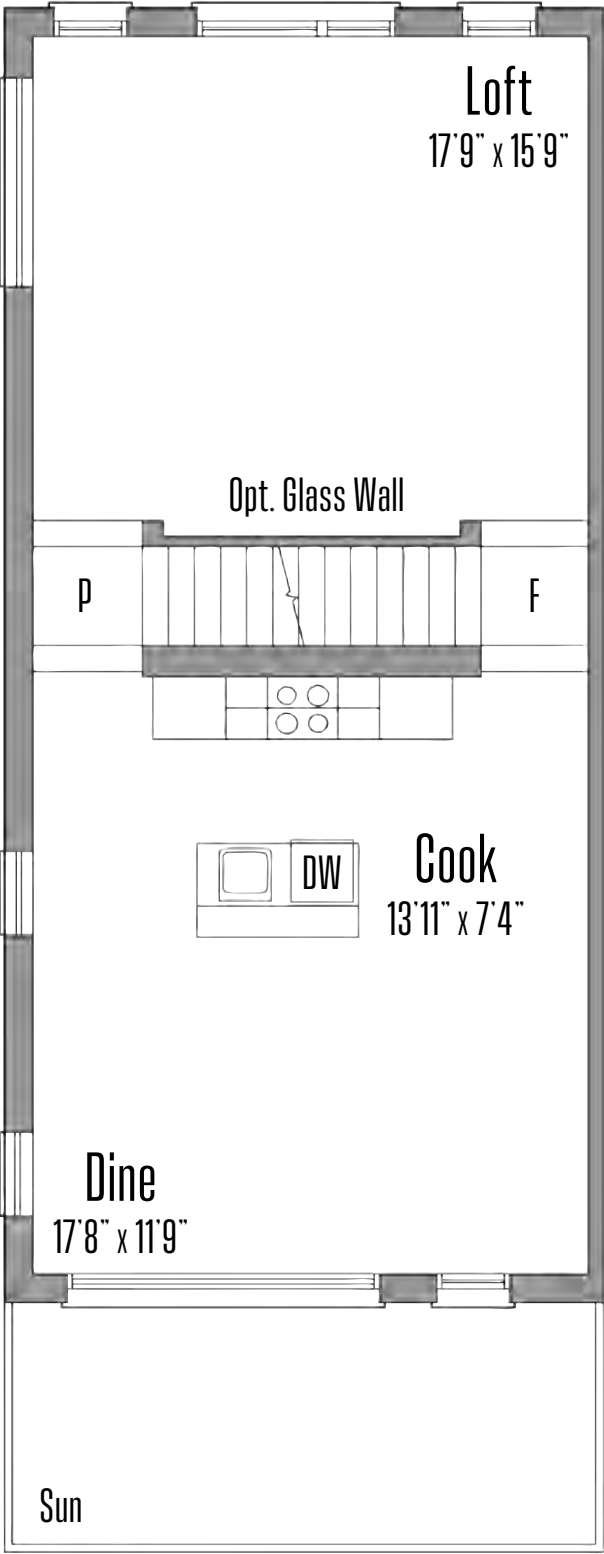 Loft
17'9" x 15'9"
Opt. Glass Wall
P
F
DW
Cook
13'11" x 7'4"
Dine
17'8" x 11'9"
Sun